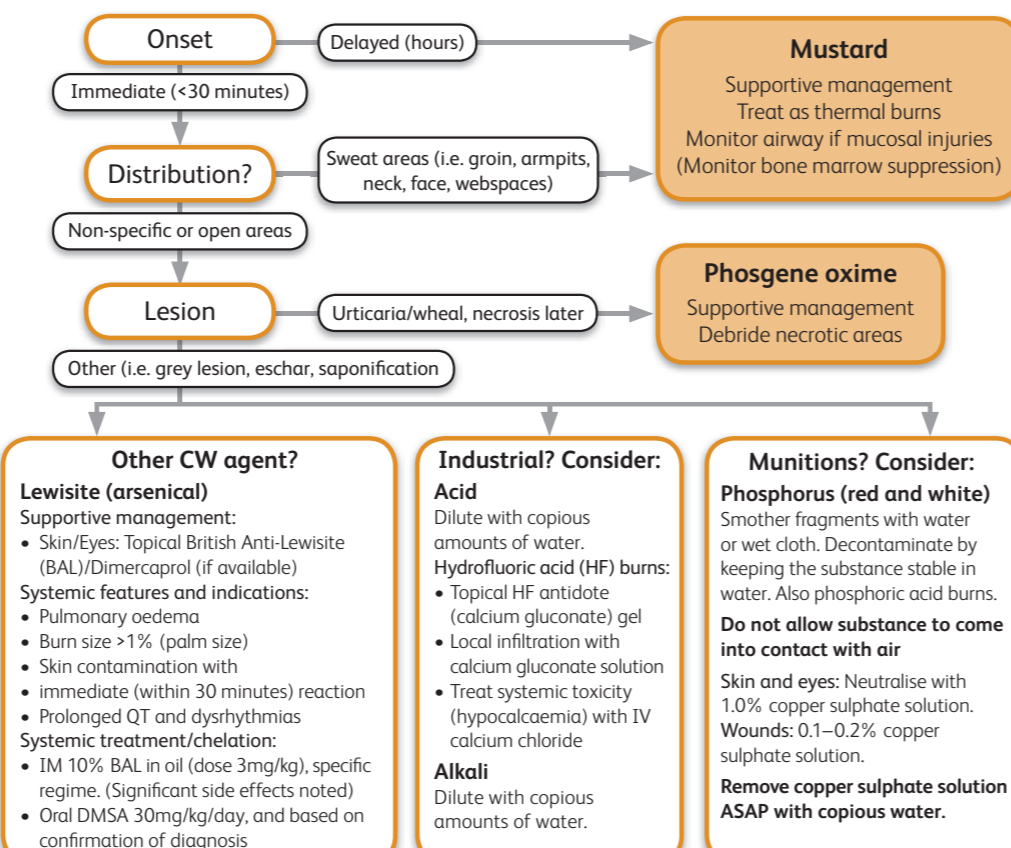 Onset
Delayed (hours)
Mustard
Supportive management
Treat as thermal burns
Monitor airway if mucosal injuries
(Monitor bone marrow suppression)
Immediate (<30 minutes)
Distribution?
Sweat areas (i.e. groin, armpits,
neck, face, webspaces)
Non-specific or open areas
Lesion
Urticaria/wheal, necrosis later
Phosgene oxime
Supportive management
Debride necrotic areas
Other (i.e. grey lesion, eschar, saponification
Other CW agent?
Lewisite (arsenical)
Supportive management:
• Skin/Eyes: Topical British Anti-Lewisite
(BAL)/Dimercaprol (if available)
Systemic features and indications:
• Pulmonary oedema
• Burn size >1% (palm size)
• Skin contamination with
• immediate (within 30 minutes) reaction
• Prolonged QT and dysrhythmias
Systemic treatment/chelation:
• IM 10% BAL in oil (dose 3mg/kg), specific
regime. (Significant side effects noted)
• Oral DMSA 30mg/kg/day, and based on
confirmation of diagnosis
Industrial? Consider:
Acid
Dilute with copious
amounts of water.
Hydrofluoric acid (HF) burns:
• Topical HF antidote
(calcium gluconate) gel
• Local infiltration with
calcium gluconate solution
• Treat systemic toxicity
(hypocalcaemia) with IV
calcium chloride
Alkali
Dilute with copious
amounts of water.
Munitions? Consider:
Phosphorus (red and white)
Smother fragments with water
or wet cloth. Decontaminate by
keeping the substance stable in
water. Also phosphoric acid burns.
Do not allow substance to come
into contact with air
Skin and eyes: Neutralise with
1.0% copper sulphate solution.
Wounds: 0.1–0.2% copper
sulphate solution.
Remove copper sulphate solution
ASAP with copious water.